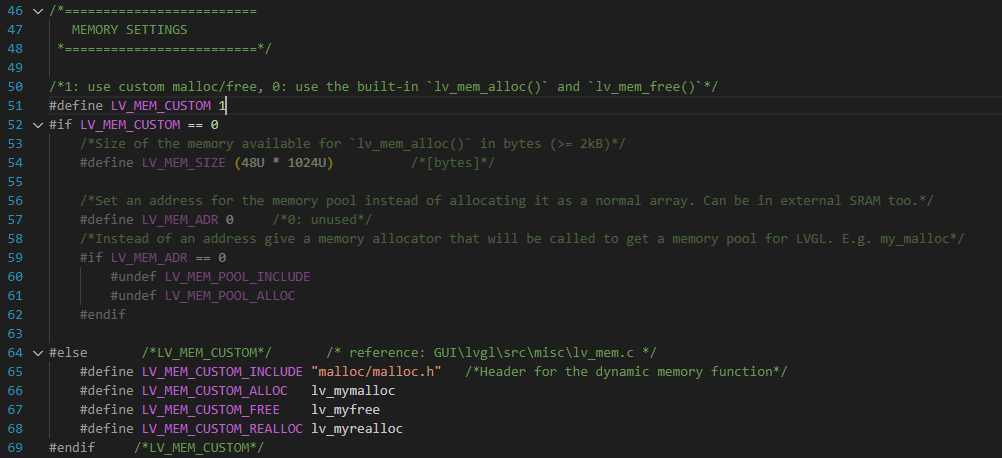 46 /*=========================
47 MEMORY SETTINGS
48 *=========================*/
49
50 /*1: use custom malloc/free, 0: use the built-in `lv_mem_alloc()` and `lv_mem_free()`*/
51 #define LV_MEM_CUSTOM 1
52 #if LV_MEM_CUSTOM == 0
53 /*Size of the memory available for `lv_mem_alloc()` in bytes (>= 2kB)*/
54 #define LV_MEM_SIZE (48U * 1024U) /*[bytes]*/
55
56 /*Set an address for the memory pool instead of allocating it as a normal array. Can be in external SRAM too.*/
57 #define LV_MEM_ADR 0 /*0: unused*/
58 /*Instead of an address give a memory allocator that will be called to get a memory pool for LVGL. E.g. my_malloc*/
59 #if LV_MEM_ADR == 0
60 #undef LV_MEM_POOL_INCLUDE
61 #undef LV_MEM_POOL_ALLOC
62 #endif
63
64 #else /*LV_MEM_CUSTOM*/ /* reference: GUI\lvgl\src\misc\lv_mem.c */
65 #define LV_MEM_CUSTOM_INCLUDE "malloc/malloc.h" /*Header for the dynamic memory function*/
66 #define LV_MEM_CUSTOM_ALLOC lv_mymalloc
67 #define LV_MEM_CUSTOM_FREE lv_myfree
68 #define LV_MEM_CUSTOM_REALLOC lv_myrealloc
69 #endif /*LV_MEM_CUSTOM*/